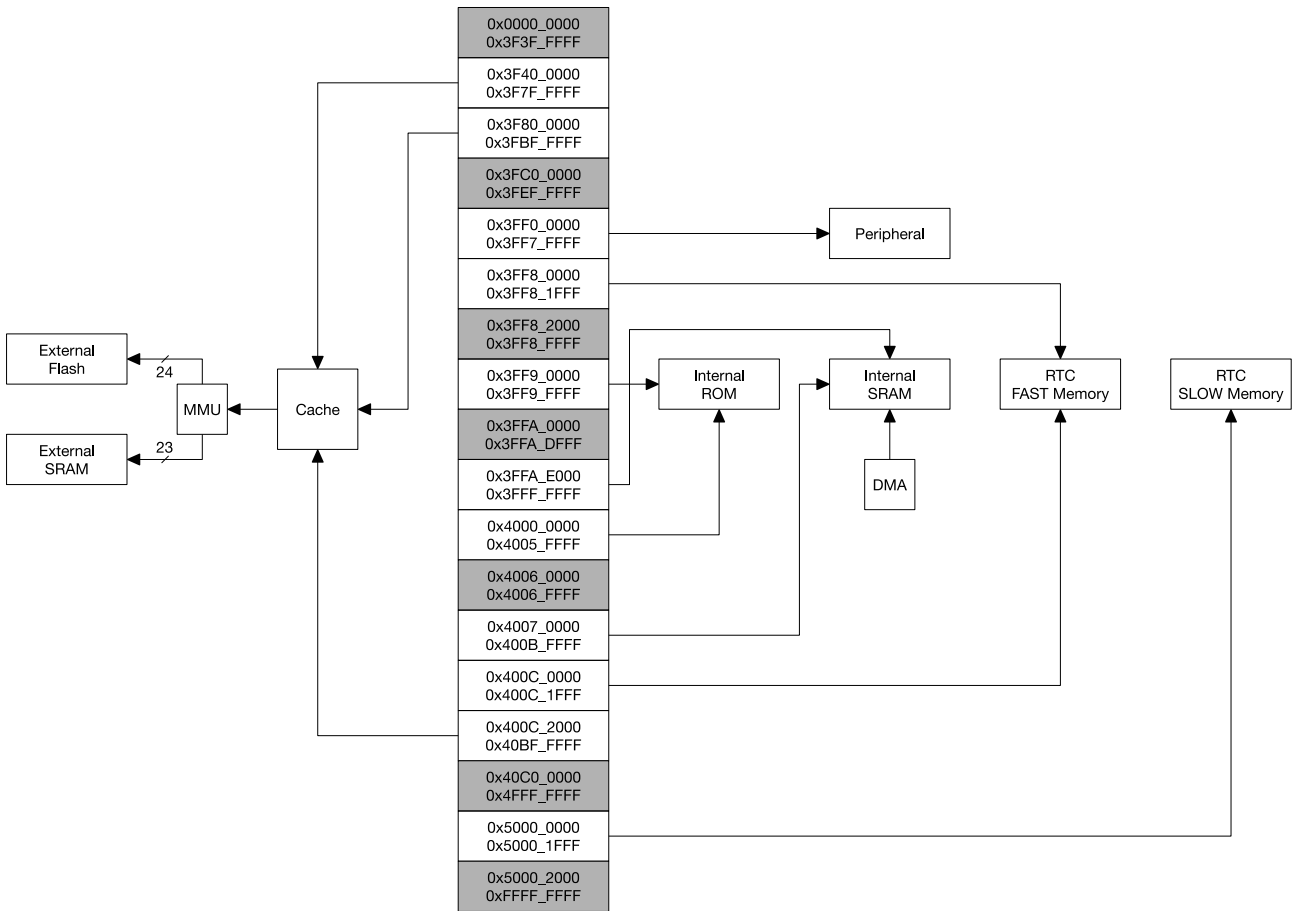 0x0000_0000
0x3F3F_FFFF
0x3F40_0000
0x3F7F_FFFF
0x3F80_0000
0x3FBF_FFFF
0x3FC0_0000
0x3FEF_FFFF
0x3FF0_0000
0x3FF7_FFFF
Peripheral
0x3FF8_0000
0x3FF8_1FFF
0x3FF8_2000
0x3FF8_FFFF
External
Flash
24
MMU
Cache
0x3FF9_0000
0x3FF9_FFFF
Internal
ROM
Internal
SRAM
RTC
FAST Memory
RTC
SLOW Memory
0x3FFA_0000
0x3FFA_DFFF
External
SRAM
23
0x3FFA_E000
0x3FFF_FFFF
DMA
0x4000_0000
0x4005_FFFF
0x4006_0000
0x4006_FFFF
0x4007_0000
0x400B_FFFF
0x400C_0000
0x400C_1FFF
0x400C_2000
0x40BF_FFFF
0x40C0_0000
0x4FFF_FFFF
0x5000_0000
0x5000_1FFF
0x5000_2000
0xFFFF_FFFF